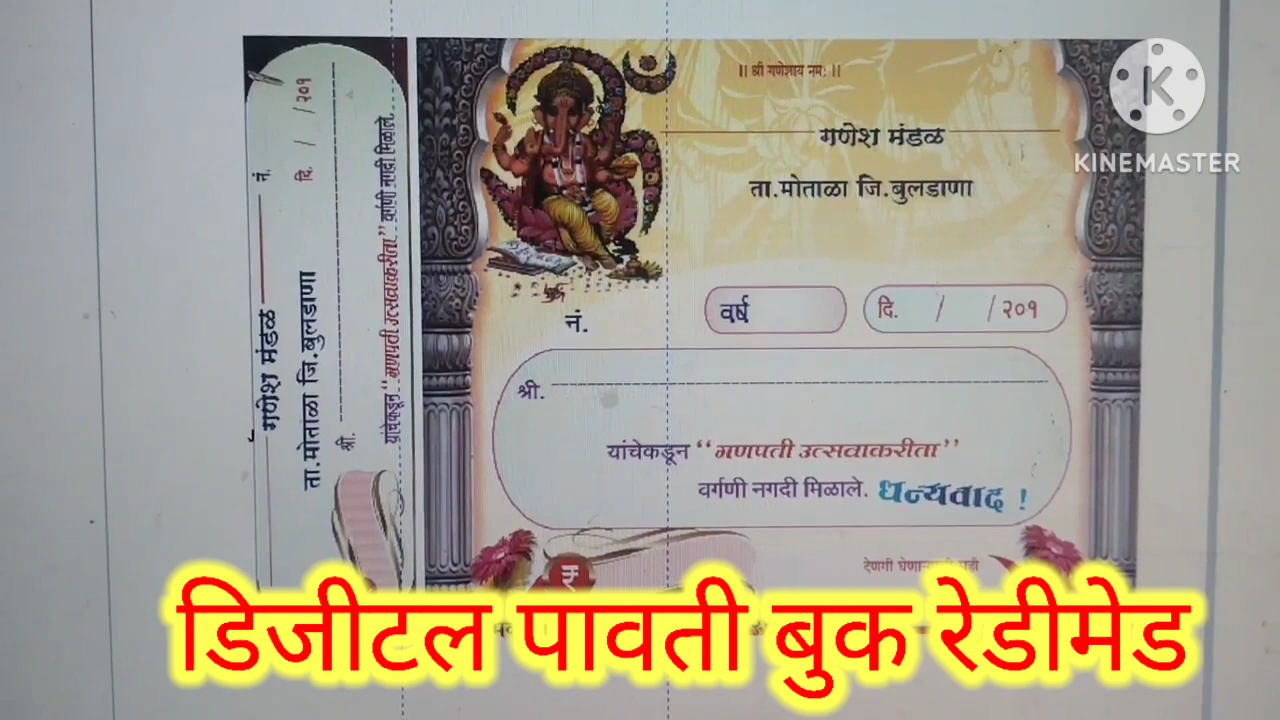 नं.
दि. / / २०१
गणेश मंडळ
ता.मोताळा जि.बुलडाणा
श्री.
यांचेकडून "गणपती उत्सवाकरीता" वर्गणी नगदी मिळाले.
|| श्री गणेशाय नमः ||
गणेश मंडळ
ता.मोताळा जि.बुलडाणा
नं.
वर्ष
दि. / / २०१
श्री.
यांचेकडून "गणपती उत्सवाकरीता"
वर्गणी नगदी मिळाले. धन्यवाद !
₹
देणगी
डिजीटल पावती बुक रेडीमेड
K
KINEMASTER